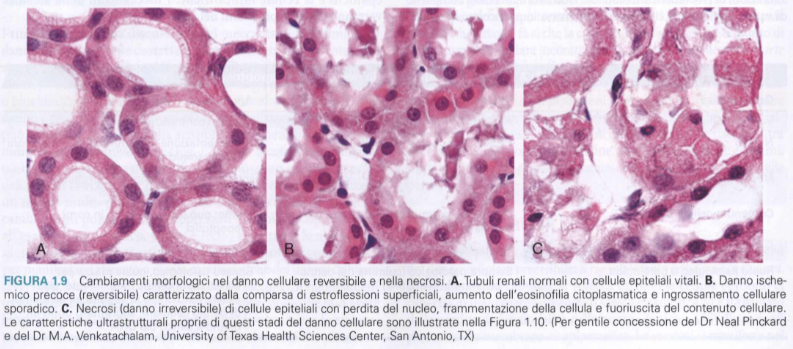 A
B
C
FIGURA 1.9 Cambiamenti morfologici nel danno cellulare reversibile e nella necrosi. A. Tubuli renali normali con cellule epiteliali vitali. B. Danno ische-
mico precoce (reversibile) caratterizzato dalla comparsa di estroflessioni superficiali, aumento dell'eosinofilia citoplasmatica e ingrossamento cellulare
sporadico. C. Necrosi (danno irreversibile) di cellule epiteliali con perdita del nucleo, frammentazione della cellula e fuoriuscita del contenuto cellulare.
Le caratteristiche ultrastrutturali proprie di questi stadi del danno cellulare sono illustrate nella Figura 1.10. (Per gentile concessione del Dr Neal Pinckard
e del Dr M.A. Venkatachalam, University of Texas Health Sciences Center, San Antonio, TX)